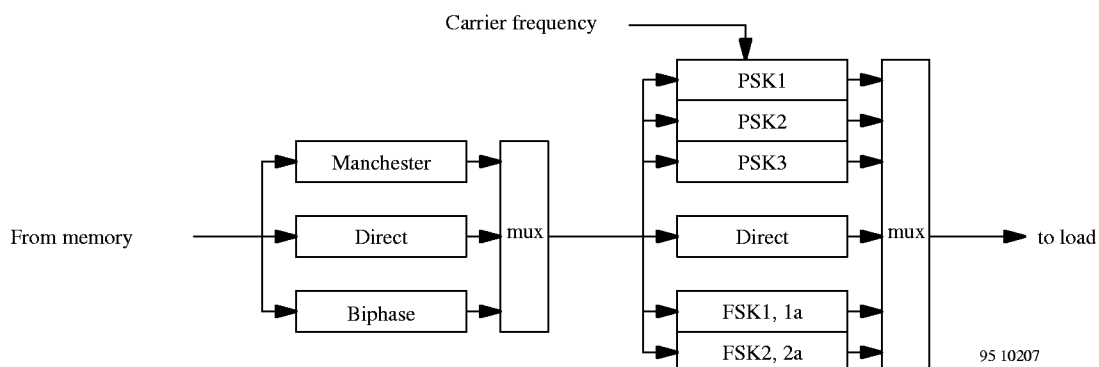 Carrier frequency
PSK1
PSK2
PSK3
Manchester
From memory
Direct
mux
Direct
mux
to load
Biphase
FSK1, 1a
FSK2, 2a
95 10207